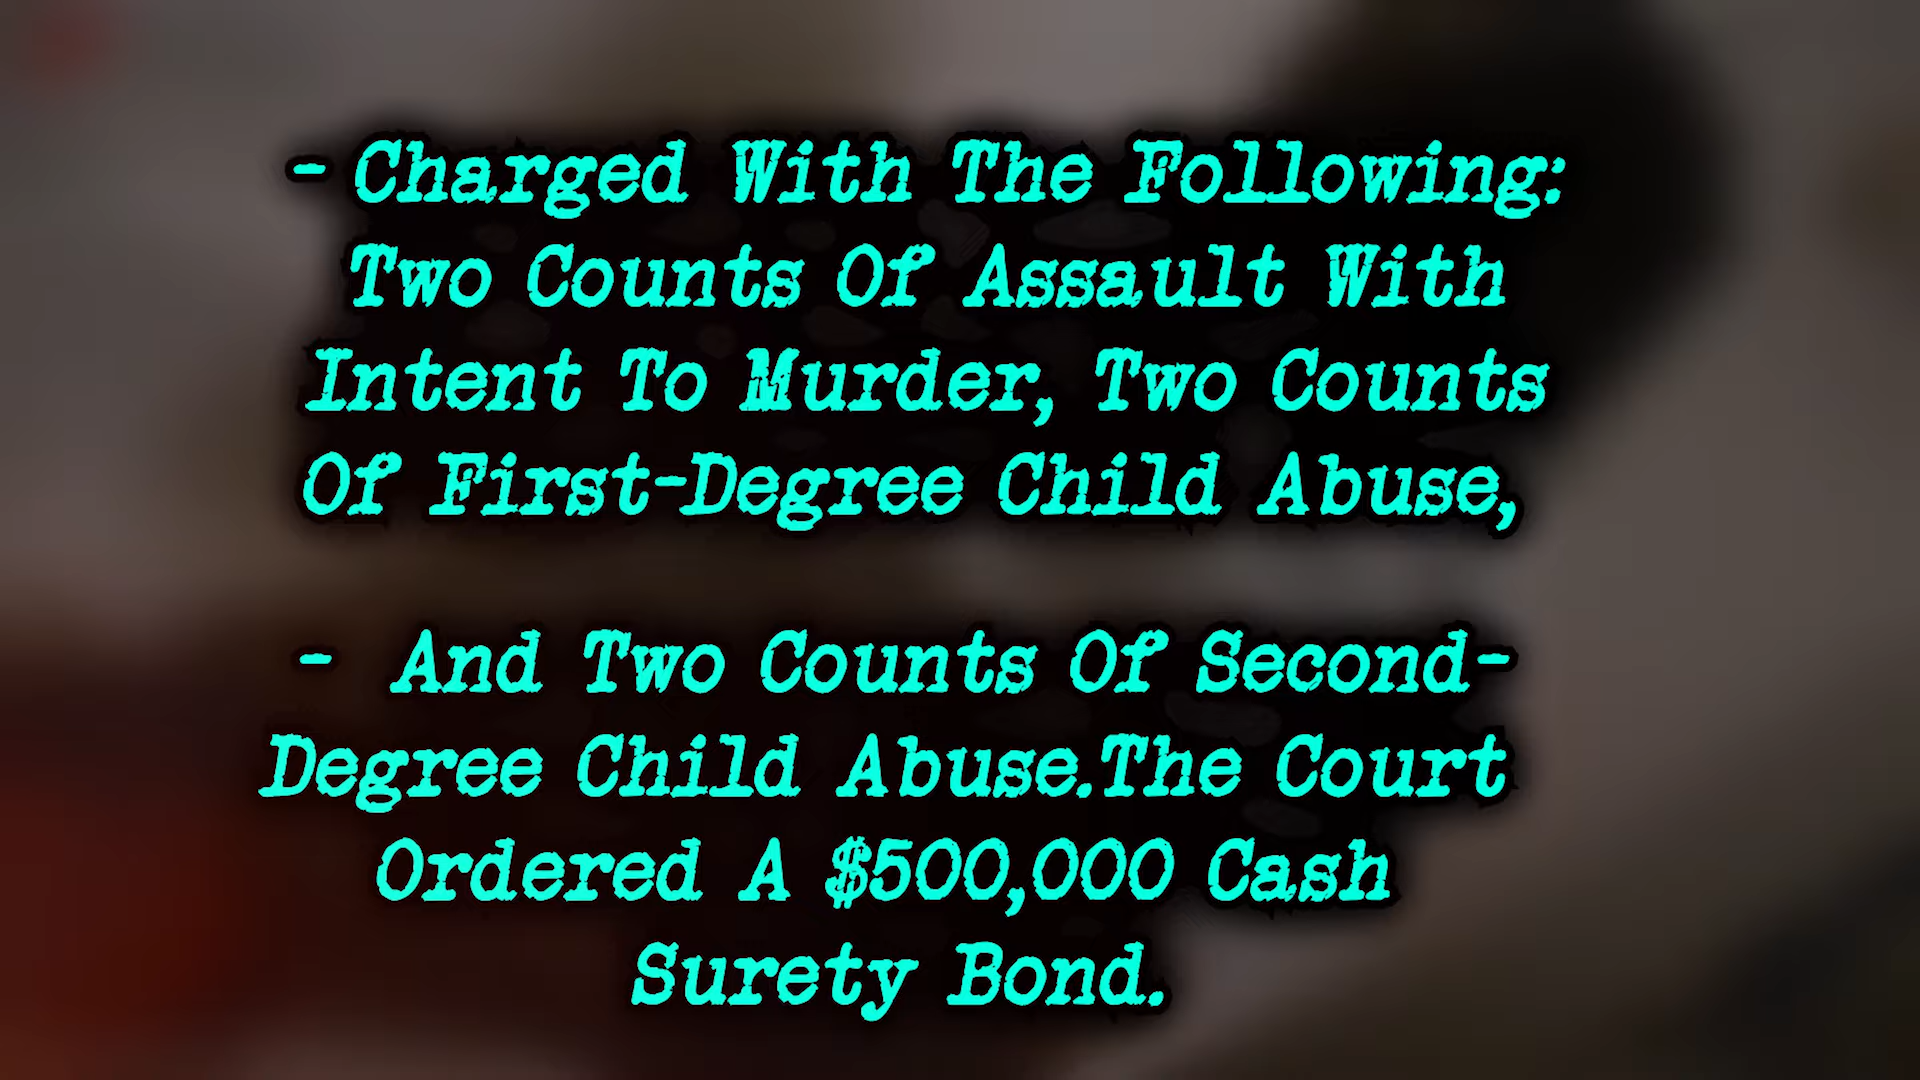 - Charged With The Following:
Two Counts Of Assault With
Intent To Murder, Two Counts
Of First-Degree Child Abuse,
- And Two Counts Of Second-
Degree Child Abuse.The Court
Ordered A $500,000 Cash
Surety Bond.